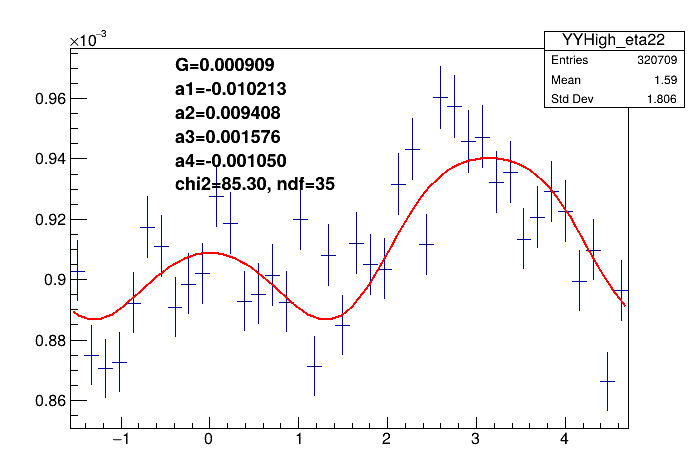 ×10⁻³
YYHigh_eta22
Entries 320709
Mean 1.59
Std Dev 1.806
G=0.000909
a1=-0.010213
a2=0.009408
a3=0.001576
a4=-0.001050
chi2=85.30, ndf=35
0.96
0.94
0.92
0.9
0.88
0.86
−1 0 1 2 3 4